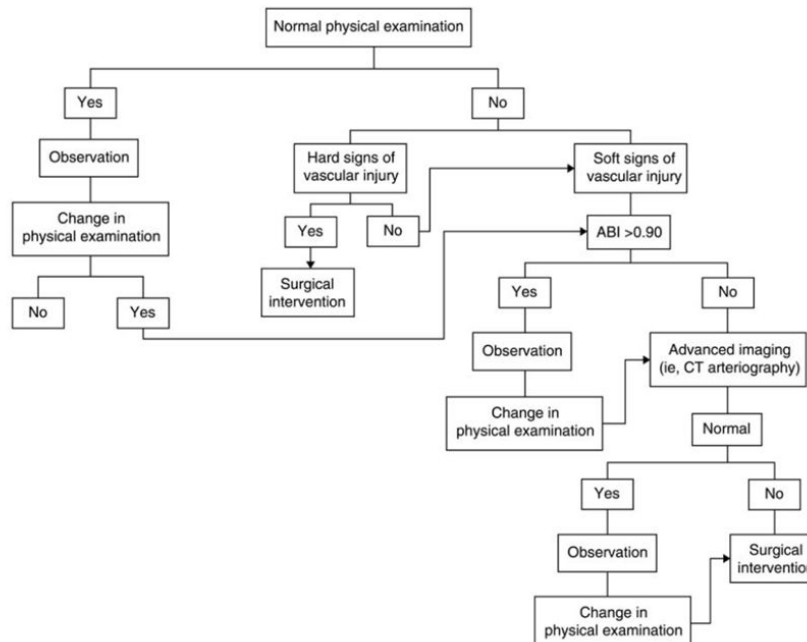 Normal physical examination
Yes
No
Observation
Hard signs of
vascular injury
Soft signs of
vascular injury
Change in
physical examination
Yes
No
ABI >0.90
No
Yes
Surgical
intervention
Yes
No
Observation
Advanced imaging
(ie, CT arteriography)
Change in
physical examination
Normal
Yes
No
Observation
Surgical
intervention
Change in
physical examination